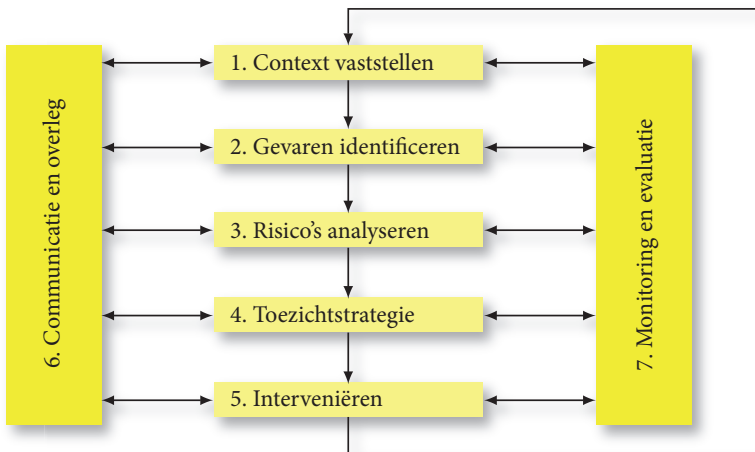 1. Context vaststellen
2. Gevaren identificeren
3. Risico's analyseren
4. Toezichtstrategie
5. Interveniëren
6. Communicatie en overleg
7. Monitoring en evaluatie